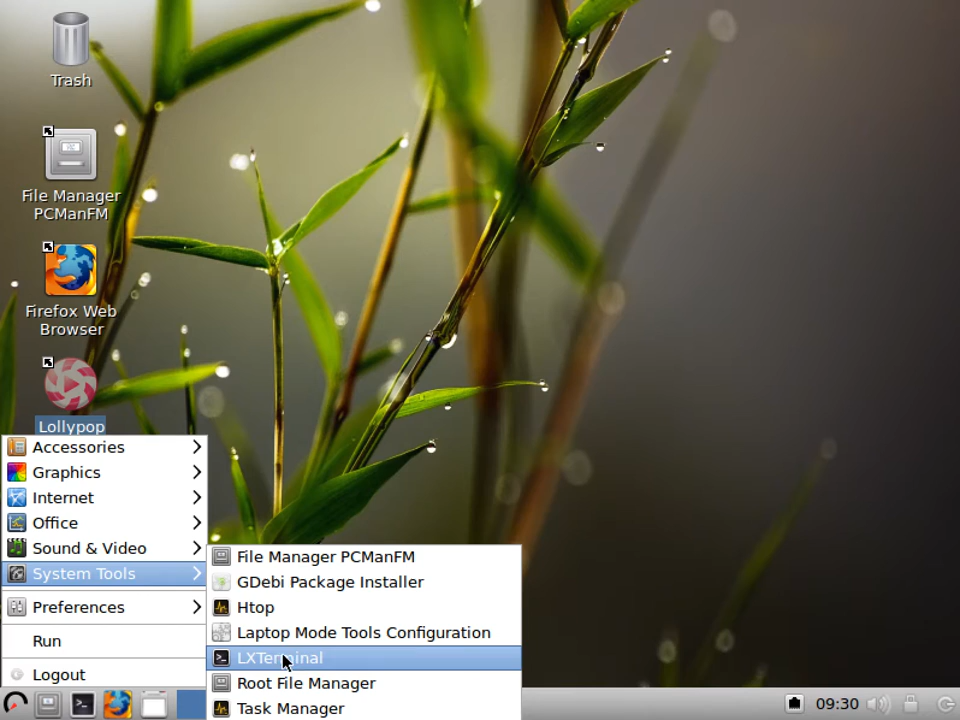 Trash
File Manager
PCManFM
Firefox Web
Browser
Lollypop
Accessories
Graphics
Internet
Office
Sound & Video
System Tools
Preferences
Run
Logout
File Manager PCManFM
GDebi Package Installer
Htop
Laptop Mode Tools Configuration
LXTerminal
Root File Manager
Task Manager
09:30